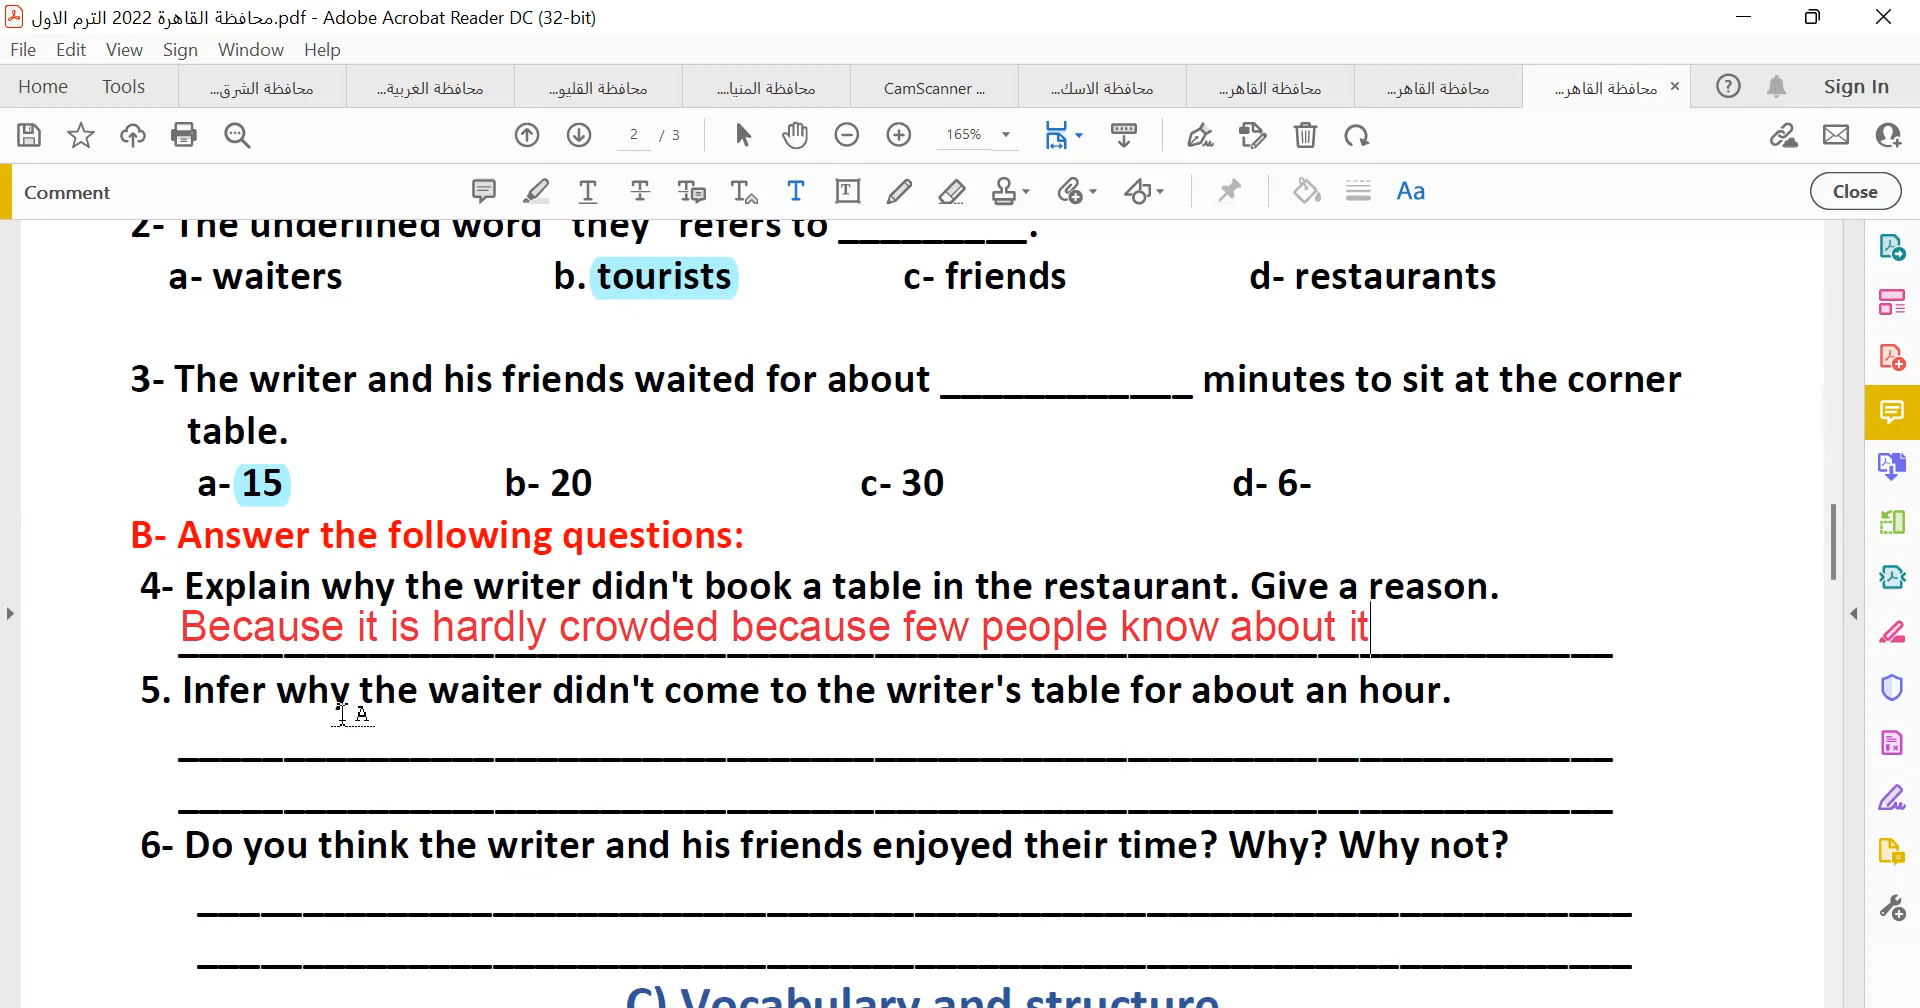 محافظة القاهرة 2022 الترم الاول.pdf - Adobe Acrobat Reader DC (32-bit)
File Edit View Sign Window Help
Home Tools محافظة الشرق... محافظة الغربية... محافظة القليو... محافظة المنيا.... CamScanner ... محافظة الاسك... محافظة القاهر... محافظة القاهر... محافظة القاهر... Sign In
2 / 3 165%
Comment Aa Close
2- The underlined word "they" refers to _________.
a- waiters b. tourists c- friends d- restaurants
3- The writer and his friends waited for about ____________ minutes to sit at the corner
table.
a- 15 b- 20 c- 30 d- 6-
B- Answer the following questions:
4- Explain why the writer didn't book a table in the restaurant. Give a reason.
Because it is hardly crowded because few people know about it
5. Infer why the waiter didn't come to the writer's table for about an hour.
6- Do you think the writer and his friends enjoyed their time? Why? Why not?
C) Vocabulary and structure